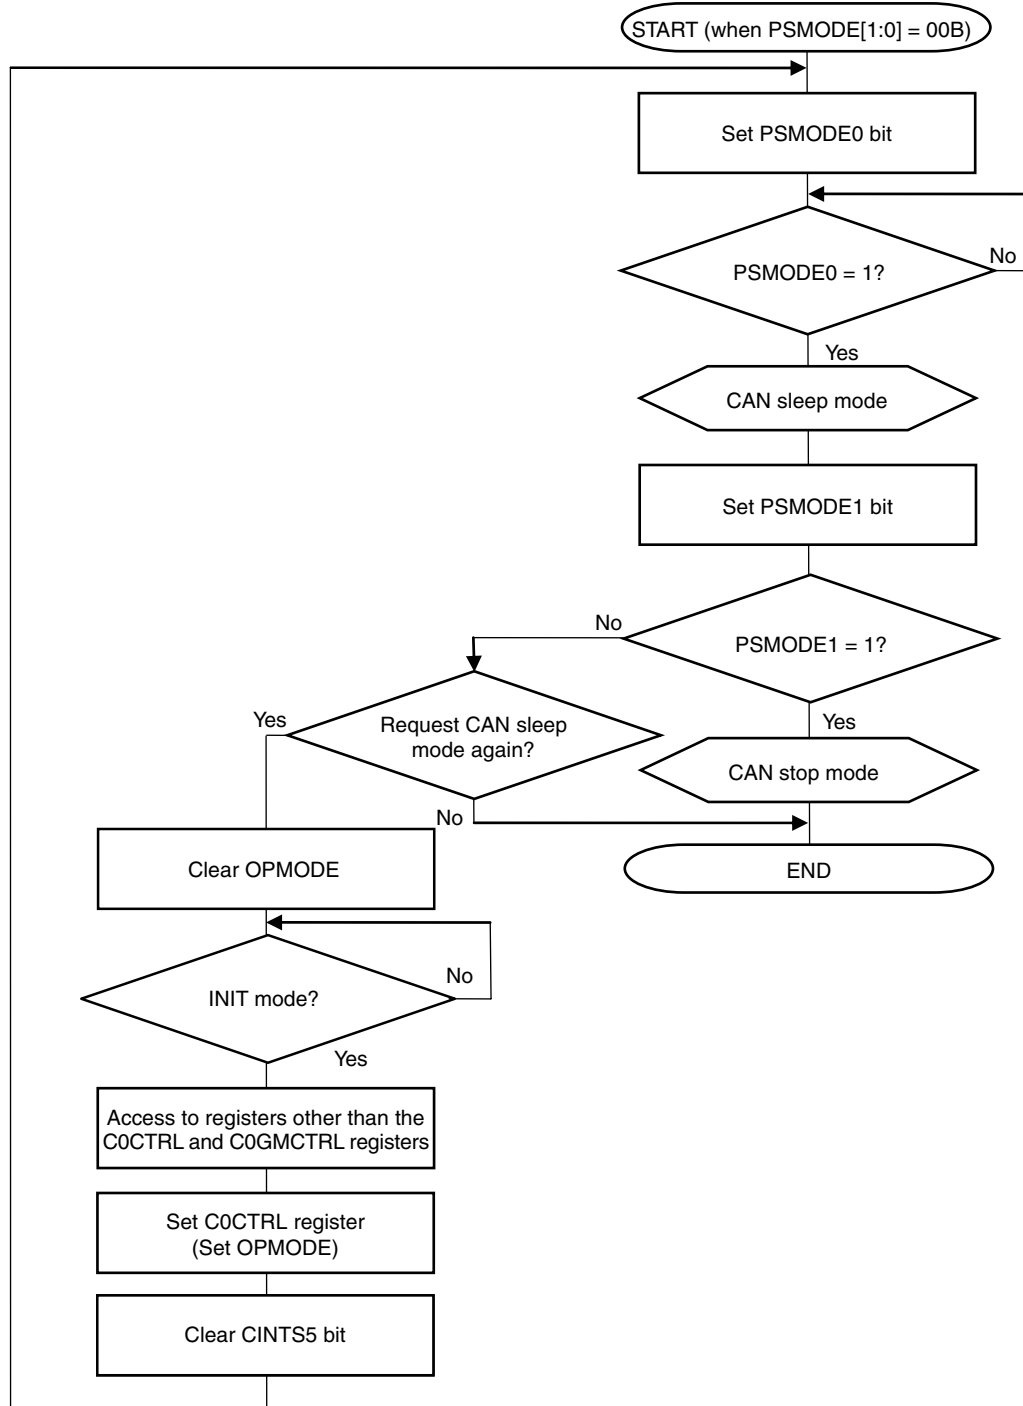 START (when PSMODE[1:0] = 00B)
Set PSMODE0 bit
PSMODE0 = 1?
No
Yes
CAN sleep mode
Set PSMODE1 bit
No
PSMODE1 = 1?
Yes
Request CAN sleep
mode again?
Yes
CAN stop mode
No
Clear OPMODE
END
No
INIT mode?
Yes
Access to registers other than the
C0CTRL and C0GMCTRL registers
Set C0CTRL register
(Set OPMODE)
Clear CINTS5 bit